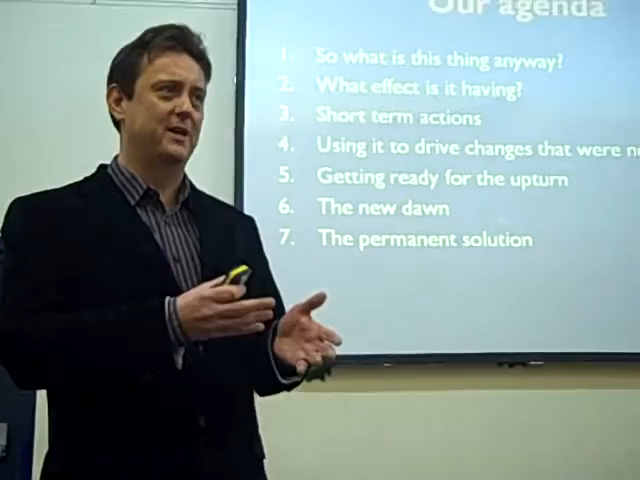 Our agenda
1. So what is this thing anyway?
2. What effect is it having?
3. Short term actions
4. Using it to drive changes that were
5. Getting ready for the upturn
6. The new dawn
7. The permanent solution